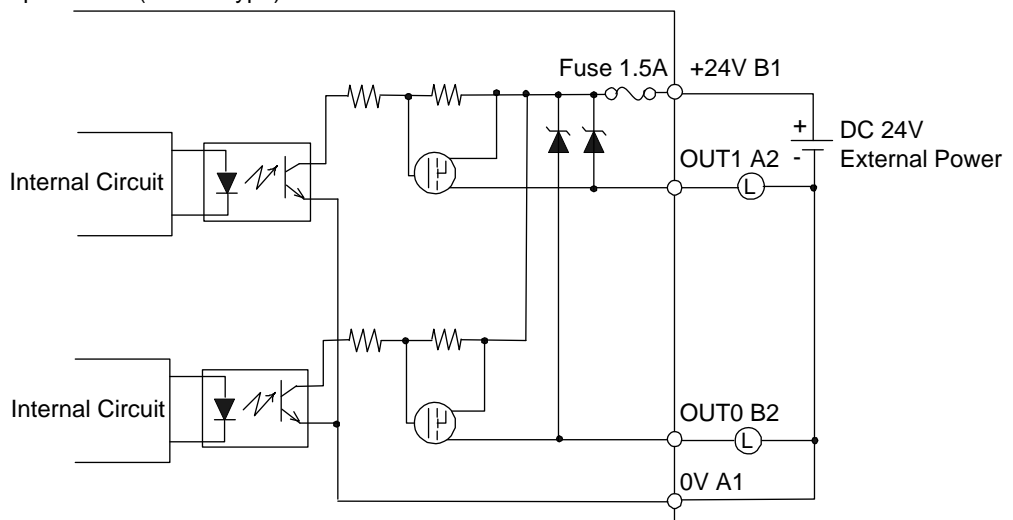 Fuse 1.5A
+24V B1
+
-
DC 24V
External Power
OUT1 A2
L
Internal Circuit
Internal Circuit
OUT0 B2
L
0V A1